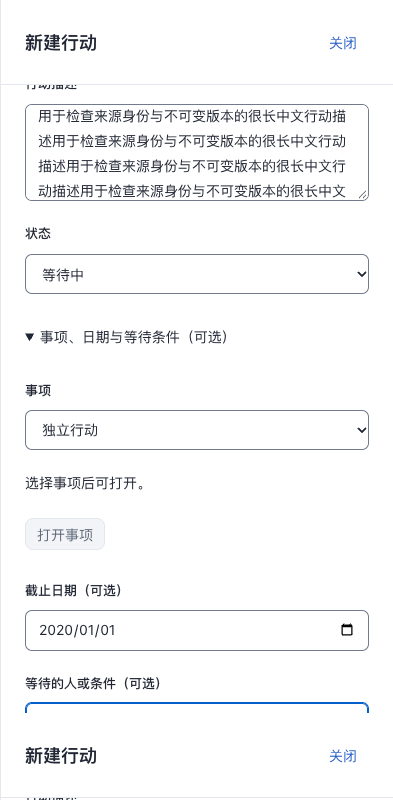 新建行动
关闭
行动描述
用于检查来源身份与不可变版本的很长中文行动描
述用于检查来源身份与不可变版本的很长中文行动
描述用于检查来源身份与不可变版本的很长中文行
动描述用于检查来源身份与不可变版本的很长中文
状态
等待中
▼ 事项、日期与等待条件（可选）
事项
独立行动
选择事项后可打开。
打开事项
截止日期（可选）
2020/01/01
等待的人或条件（可选）
新建行动
关闭